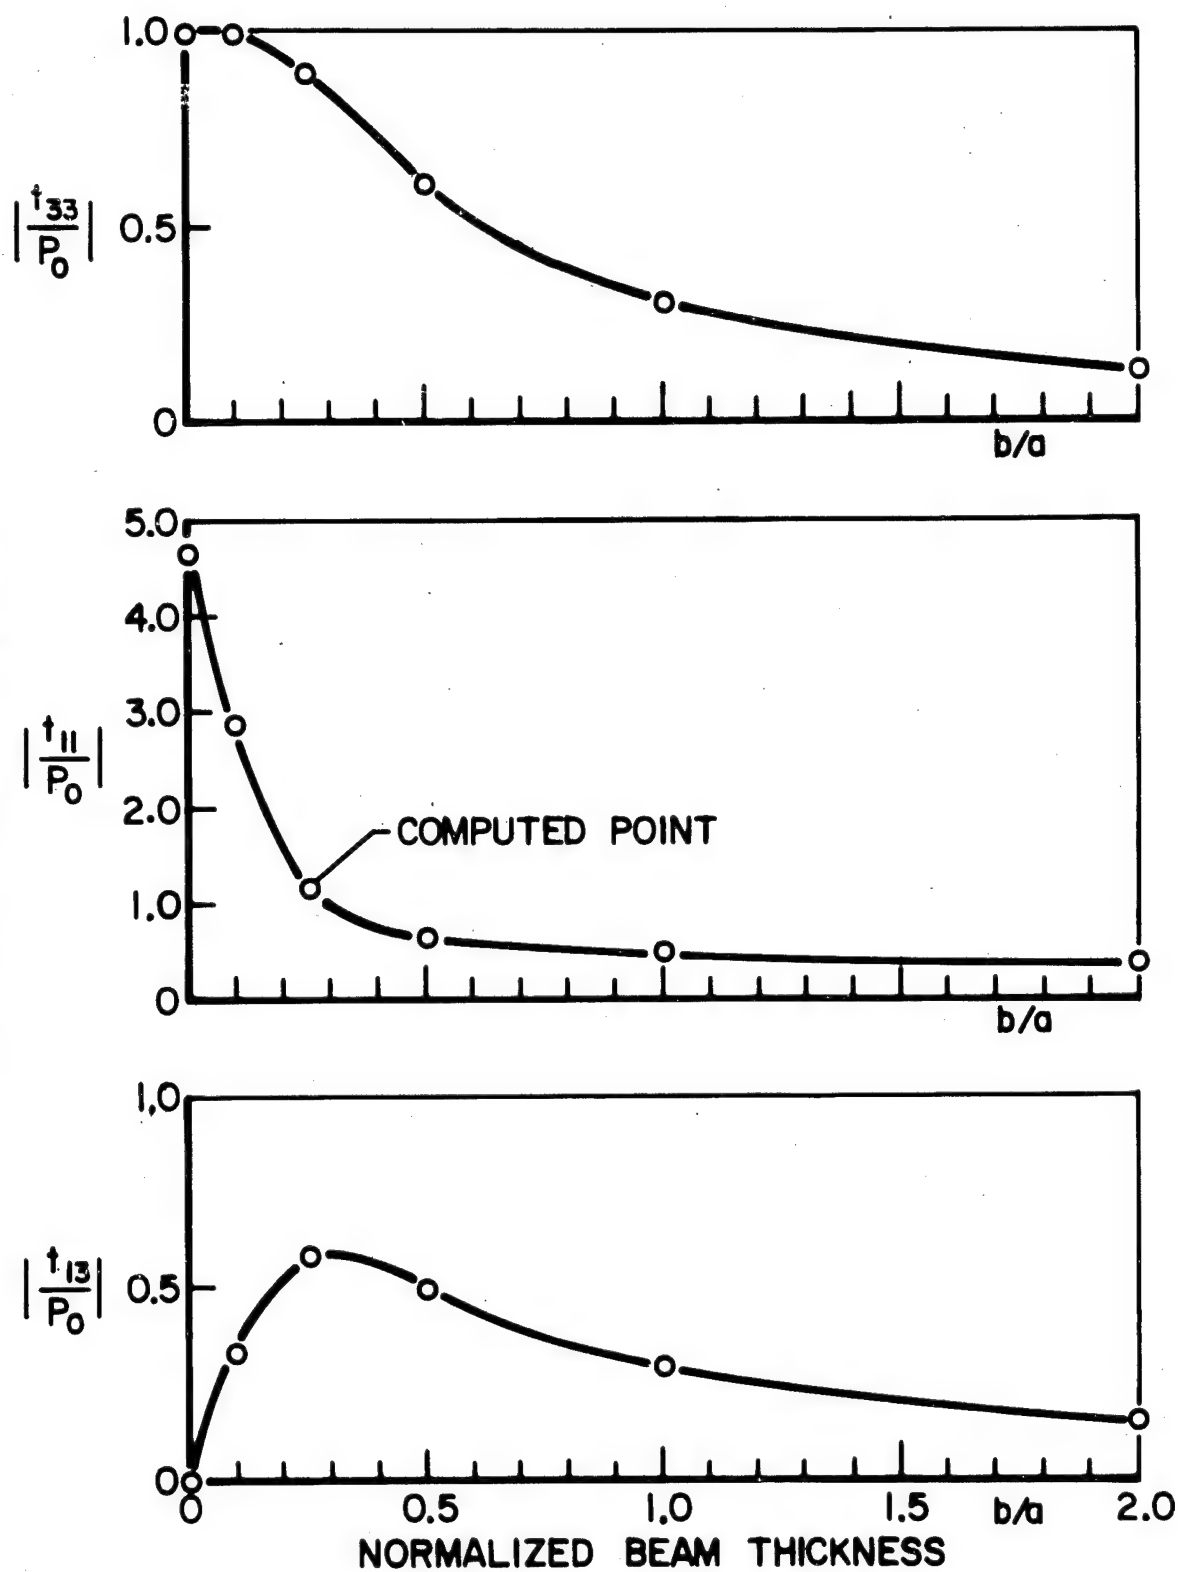 1.0
|t33/P0|
0.5
0
b/a
5.0
4.0
3.0
|t11/P0|
2.0
COMPUTED POINT
1.0
0
b/a
1.0
|t13/P0|
0.5
0
0 0.5 1.0 1.5 b/a 2.0
NORMALIZED BEAM THICKNESS